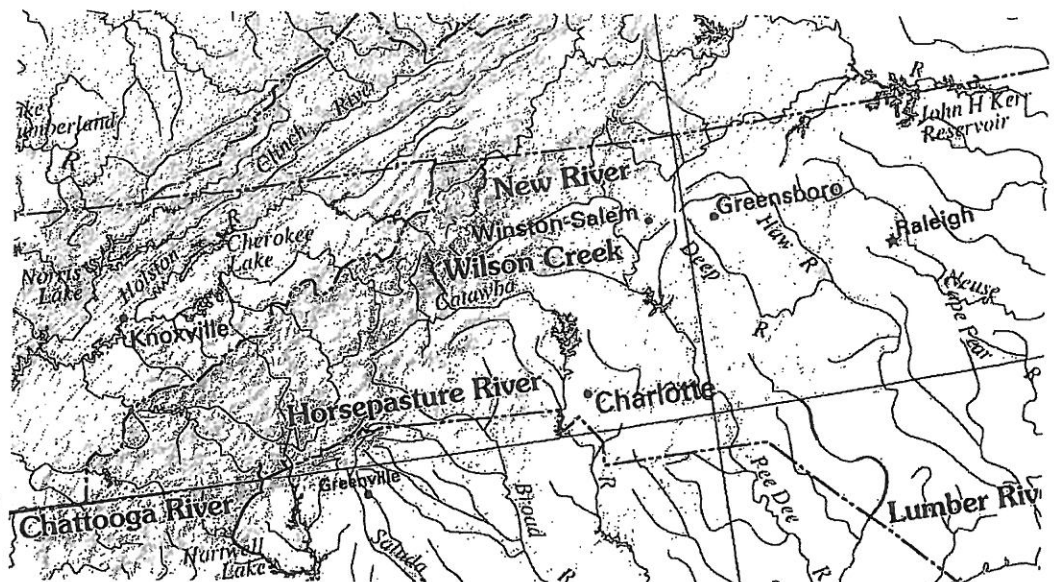 R
John H Kerr
Reservoir
umberland
R
Clinch River
New River
Greensboro
Winston-Salem
Haw
R
Raleigh
Deep
Cherokee
Lake
R
Holston
Norris
Lake
Wilson Creek
Catawba
Neuse
Cape Fear
R
Knoxville
R
Horsepasture River
Charlotte
Greenville
R
Broad
R
Pee Dee
R
Lumber Riv
Chattooga River
Hartwell
Lake
Saluda